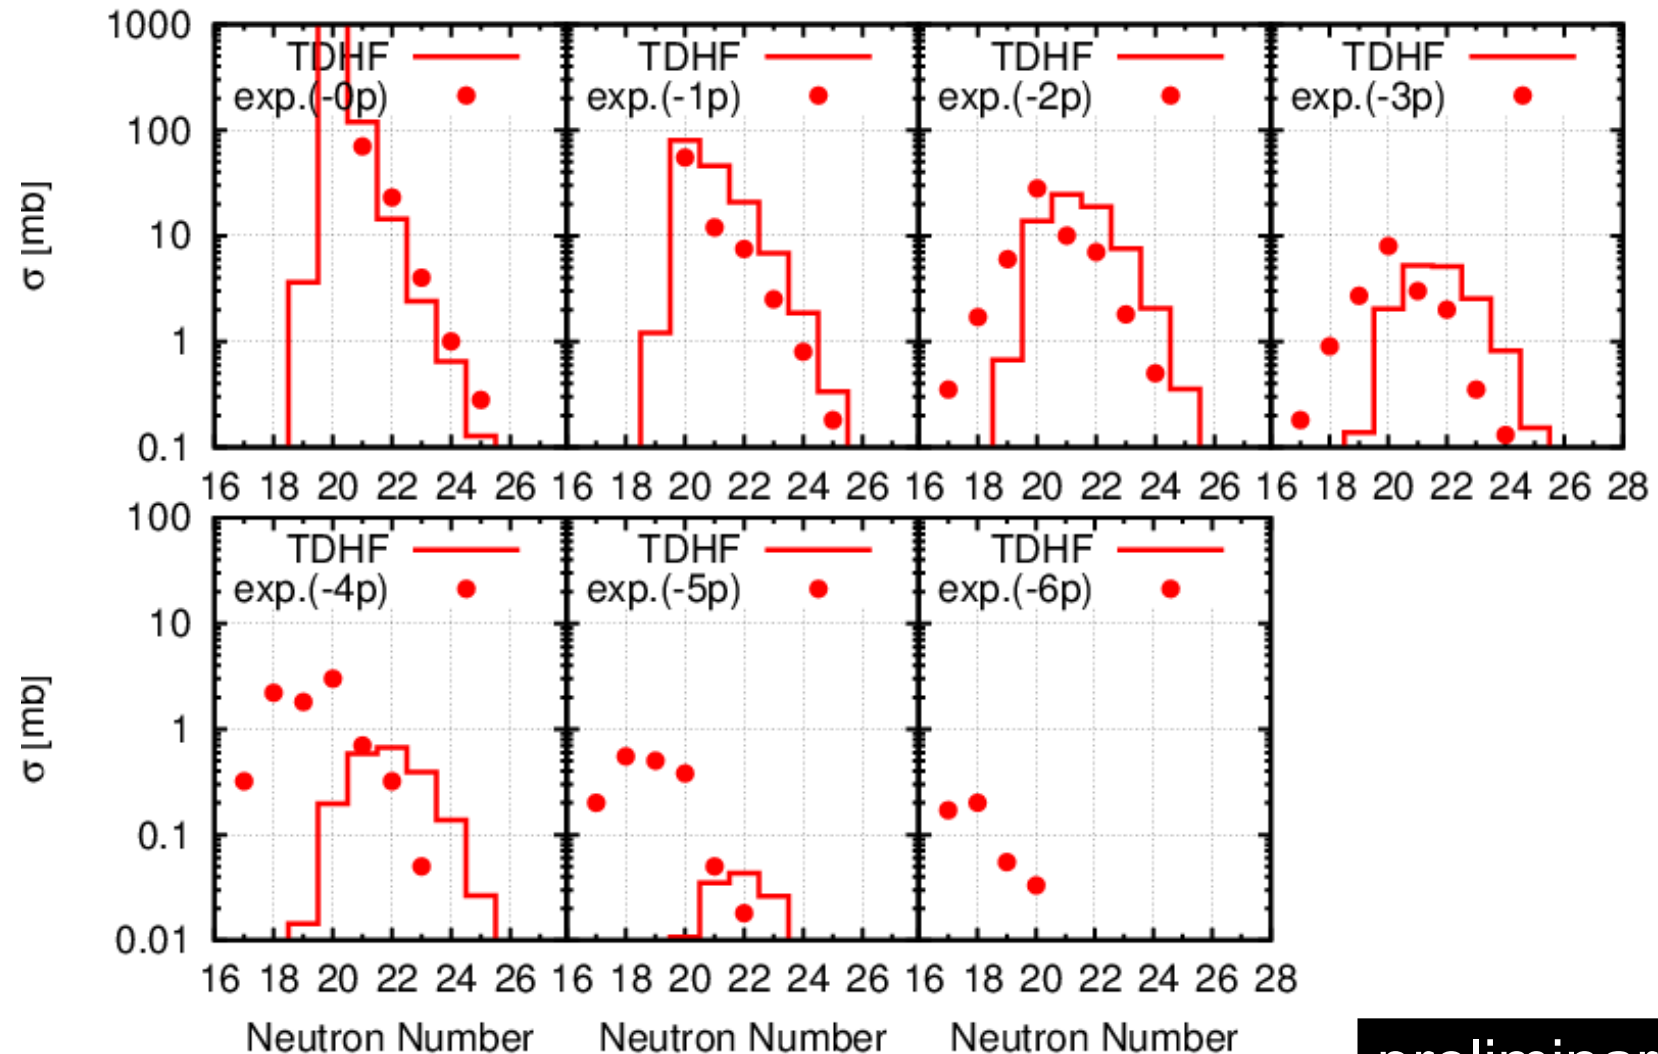 1000
100
10
1
0.1
σ [mb]
TDHF
exp.(-0p)
TDHF
exp.(-1p)
TDHF
exp.(-2p)
TDHF
exp.(-3p)
16 18 20 22 24 26 16 18 20 22 24 26 16 18 20 22 24 26 16 18 20 22 24 26 28
100
10
1
0.1
0.01
σ [mb]
TDHF
exp.(-4p)
TDHF
exp.(-5p)
TDHF
exp.(-6p)
16 18 20 22 24 26 16 18 20 22 24 26 16 18 20 22 24 26 28
Neutron Number Neutron Number Neutron Number